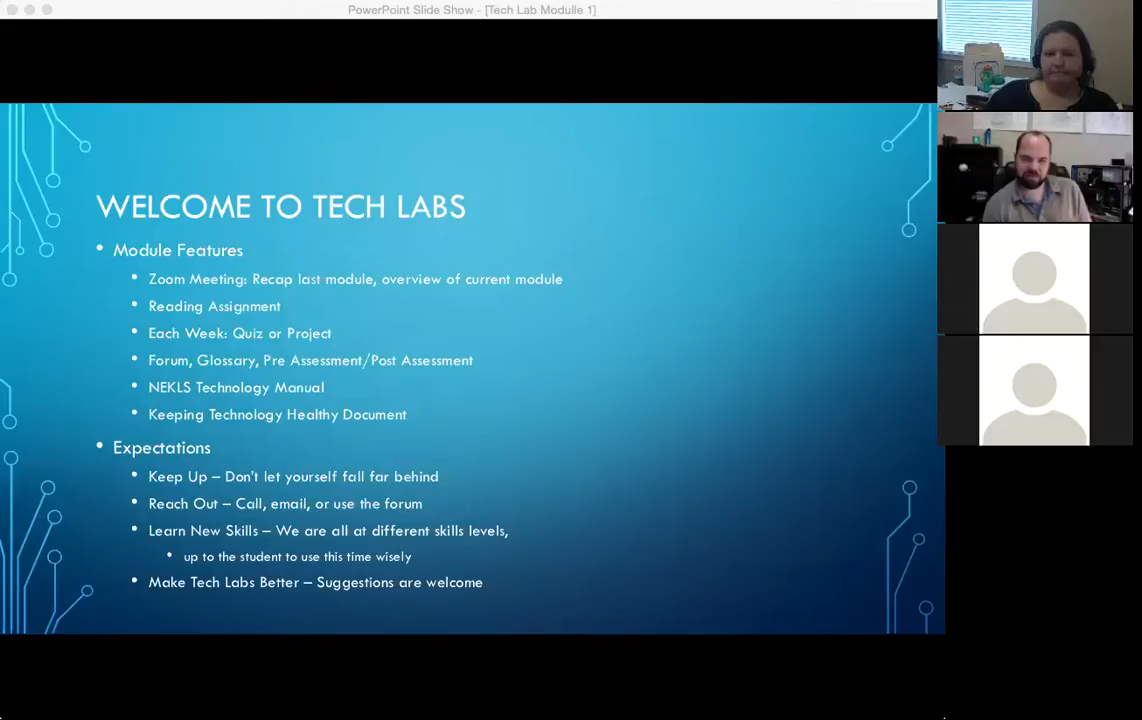 PowerPoint Slide Show - [Tech Lab Modulle 1]
WELCOME TO TECH LABS
• Module Features
• Zoom Meeting: Recap last module, overview of current module
• Reading Assignment
• Each Week: Quiz or Project
• Forum, Glossary, Pre Assessment/Post Assessment
• NEKLS Technology Manual
• Keeping Technology Healthy Document
• Expectations
• Keep Up – Don't let yourself fall far behind
• Reach Out – Call, email, or use the forum
• Learn New Skills – We are all at different skills levels,
• up to the student to use this time wisely
• Make Tech Labs Better – Suggestions are welcome